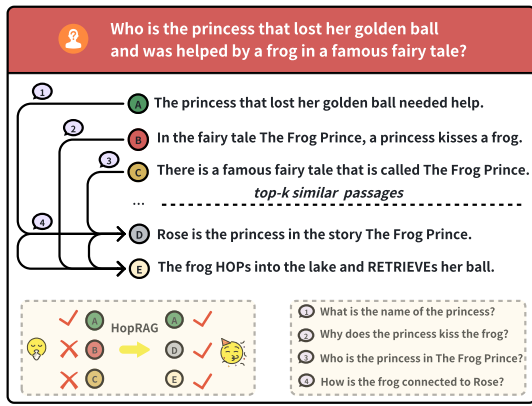 Who is the princess that lost her golden ball
and was helped by a frog in a famous fairy tale?
1
A The princess that lost her golden ball needed help.
2
B In the fairy tale The Frog Prince, a princess kisses a frog.
3
C There is a famous fairy tale that is called The Frog Prince.
... top-k similar passages
4
D Rose is the princess in the story The Frog Prince.
E The frog HOPs into the lake and RETRIEVEs her ball.
A HopRAG A
B D
C E
1 What is the name of the princess?
2 Why does the princess kiss the frog?
3 Who is the princess in The Frog Prince?
4 How is the frog connected to Rose?